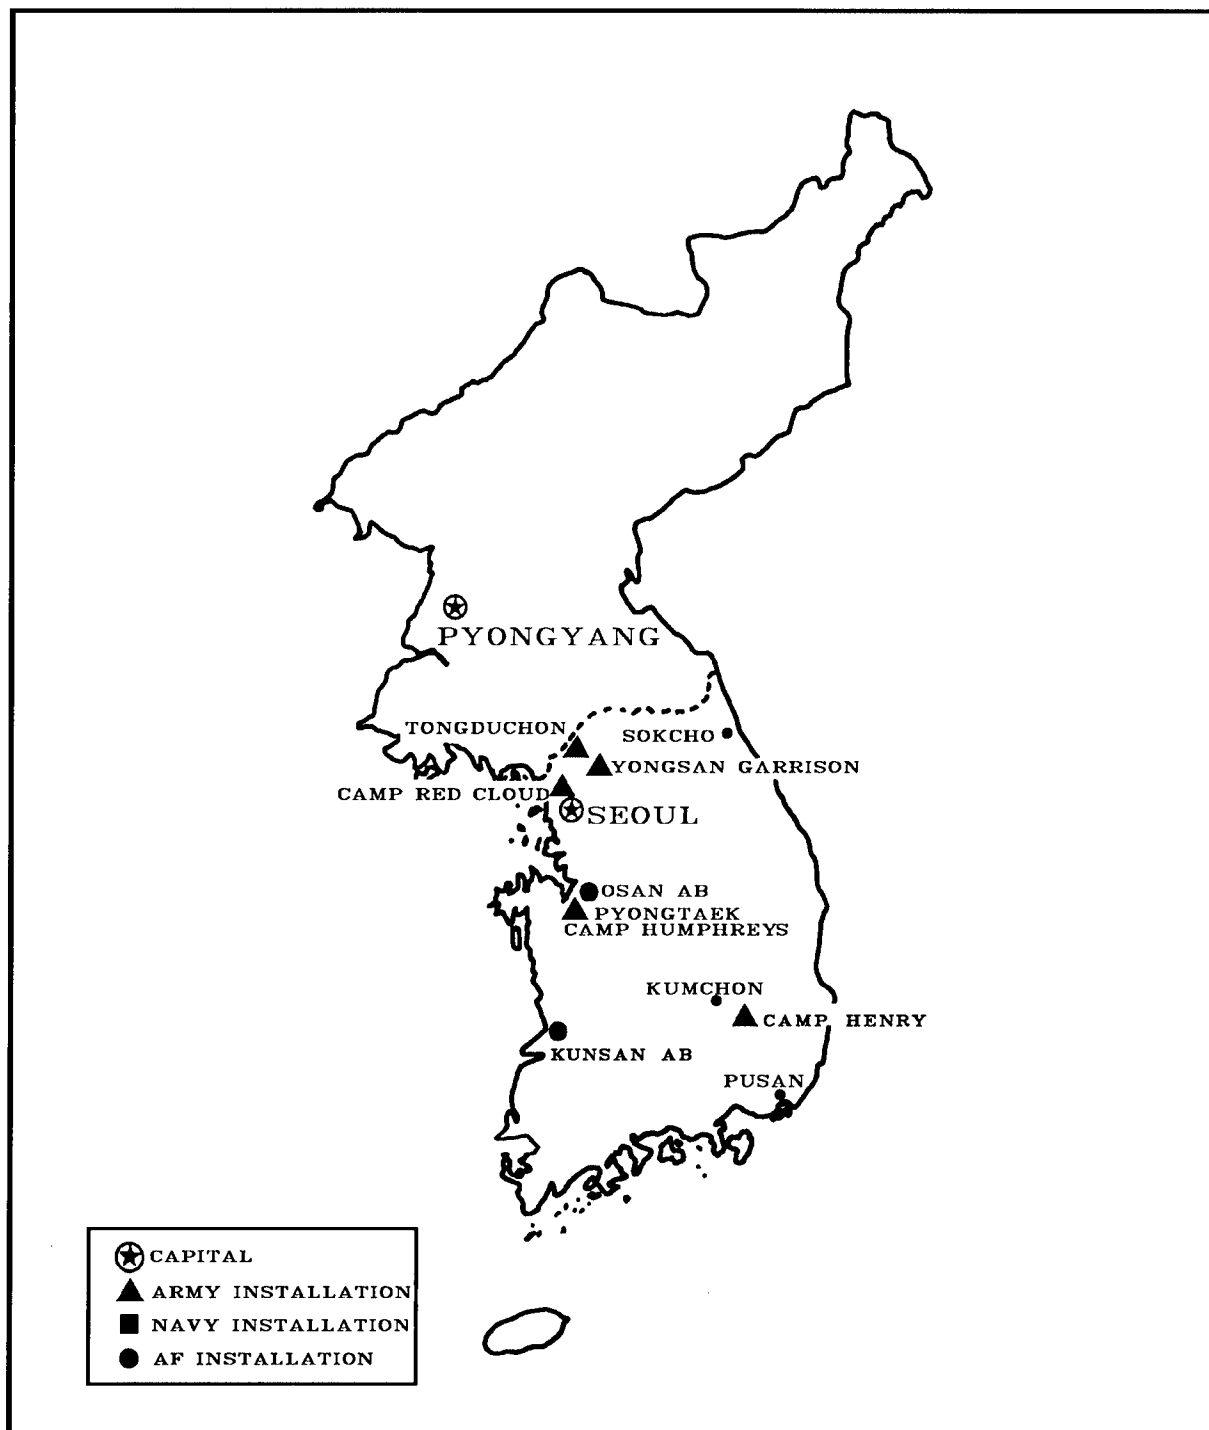 PYONGYANG
TONGDUCHON
SOKCHO
YONGSAN GARRISON
CAMP RED CLOUD
SEOUL
OSAN AB
PYONGTAEK
CAMP HUMPHREYS
KUMCHON
CAMP HENRY
KUNSAN AB
PUSAN
CAPITAL
ARMY INSTALLATION
NAVY INSTALLATION
AF INSTALLATION